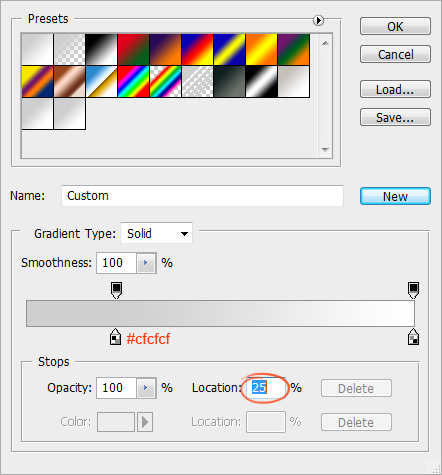 Presets
OK
Cancel
Load...
Save...
Name: Custom
New
Gradient Type: Solid
Smoothness: 100 %
#cfcfcf
Stops
Opacity: 100 % Location: 25 % Delete
Color: Location: % Delete